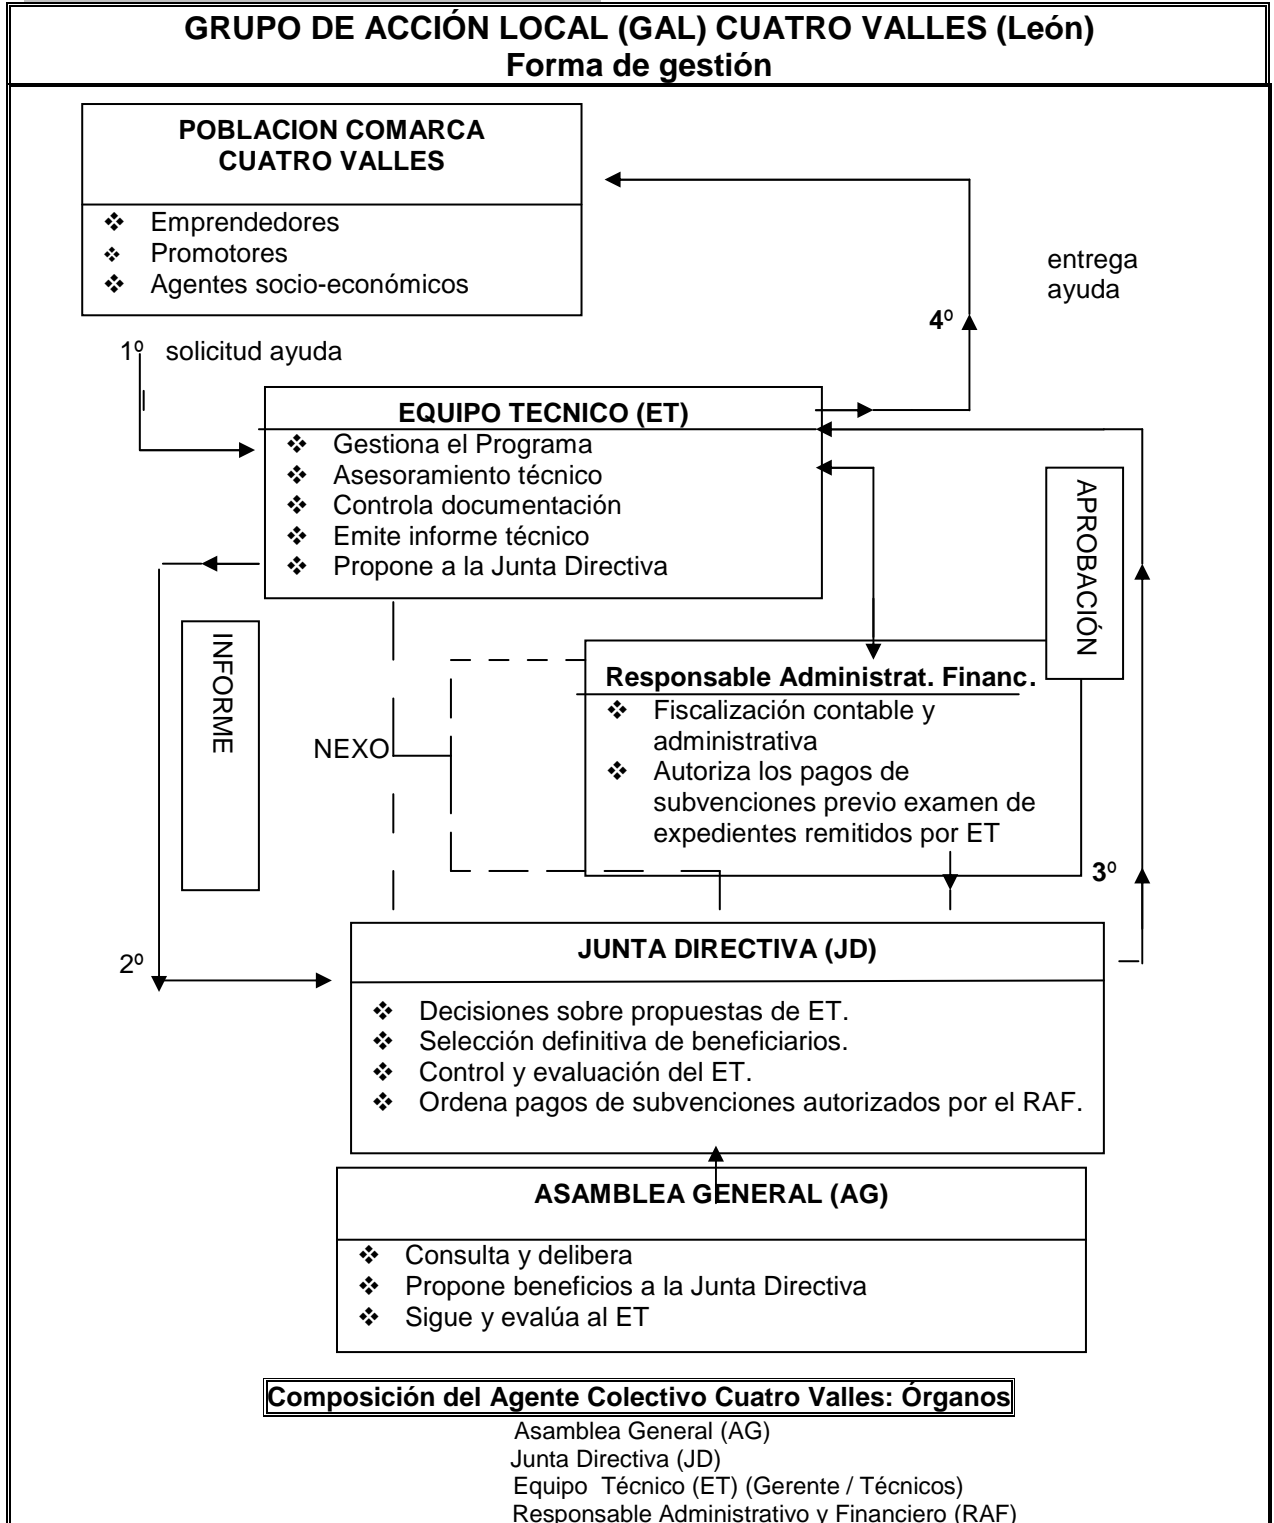 GRUPO DE ACCIÓN LOCAL (GAL) CUATRO VALLES (León)
Forma de gestión
POBLACION COMARCA
CUATRO VALLES
❖ Emprendedores
❖ Promotores
❖ Agentes socio-económicos
entrega
ayuda
4º
1º solicitud ayuda
EQUIPO TECNICO (ET)
❖ Gestiona el Programa
❖ Asesoramiento técnico
❖ Controla documentación
❖ Emite informe técnico
❖ Propone a la Junta Directiva
APROBACIÓN
INFORME
Responsable Administrat. Financ.
❖ Fiscalización contable y
administrativa
❖ Autoriza los pagos de
subvenciones previo examen de
expedientes remitidos por ET
NEXO
3º
2º
JUNTA DIRECTIVA (JD)
❖ Decisiones sobre propuestas de ET.
❖ Selección definitiva de beneficiarios.
❖ Control y evaluación del ET.
❖ Ordena pagos de subvenciones autorizados por el RAF.
ASAMBLEA GENERAL (AG)
❖ Consulta y delibera
❖ Propone beneficios a la Junta Directiva
❖ Sigue y evalúa al ET
Composición del Agente Colectivo Cuatro Valles: Órganos
Asamblea General (AG)
Junta Directiva (JD)
Equipo Técnico (ET) (Gerente / Técnicos)
Responsable Administrativo y Financiero (RAF)